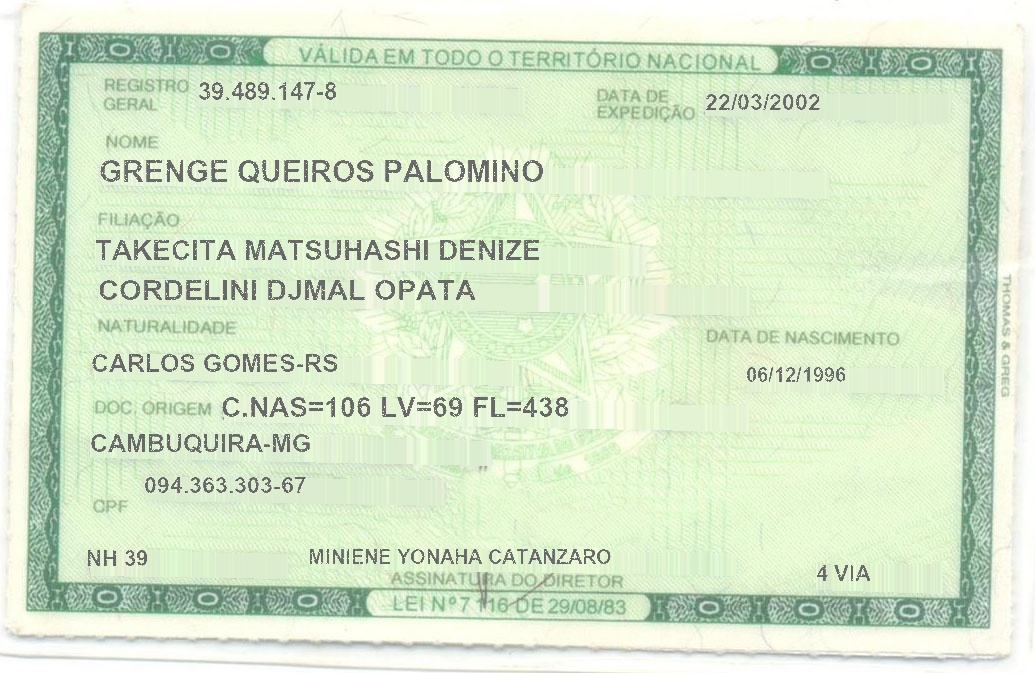 VÁLIDA EM TODO O TERRITÓRIO NACIONAL
REGISTRO GERAL 39.489.147-8 DATA DE EXPEDIÇÃO 22/03/2002
NOME
GRENGE QUEIROS PALOMINO
FILIAÇÃO
TAKECITA MATSUHASHI DENIZE
CORDELINI DJMAL OPATA
NATURALIDADE DATA DE NASCIMENTO
CARLOS GOMES-RS 06/12/1996
DOC. ORIGEM C.NAS=106 LV=69 FL=438
CAMBUQUIRA-MG
094.363.303-67
CPF
NH 39 MINIENE YONAHA CATANZARO 4 VIA
ASSINATURA DO DIRETOR
LEI Nº 7 116 DE 29/08/83
THOMAS & GREG